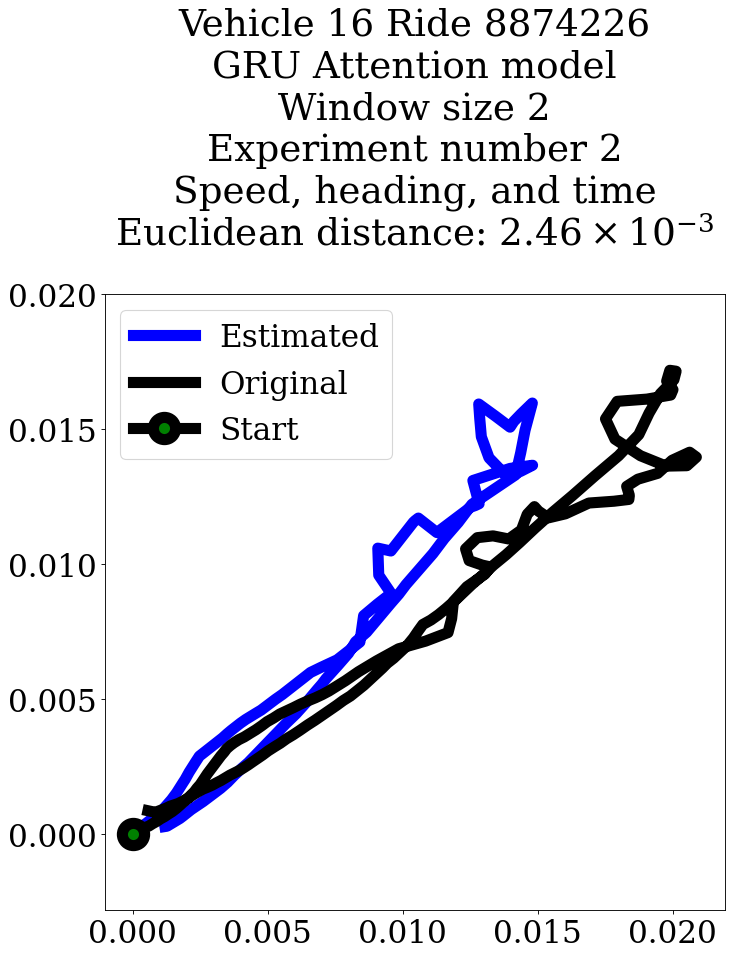 Vehicle 16 Ride 8874226
GRU Attention model
Window size 2
Experiment number 2
Speed, heading, and time
Euclidean distance: 2.46 × 10⁻³
0.020
Estimated
Original
0.015
Start
0.010
0.005
0.000
0.000 0.005 0.010 0.015 0.020